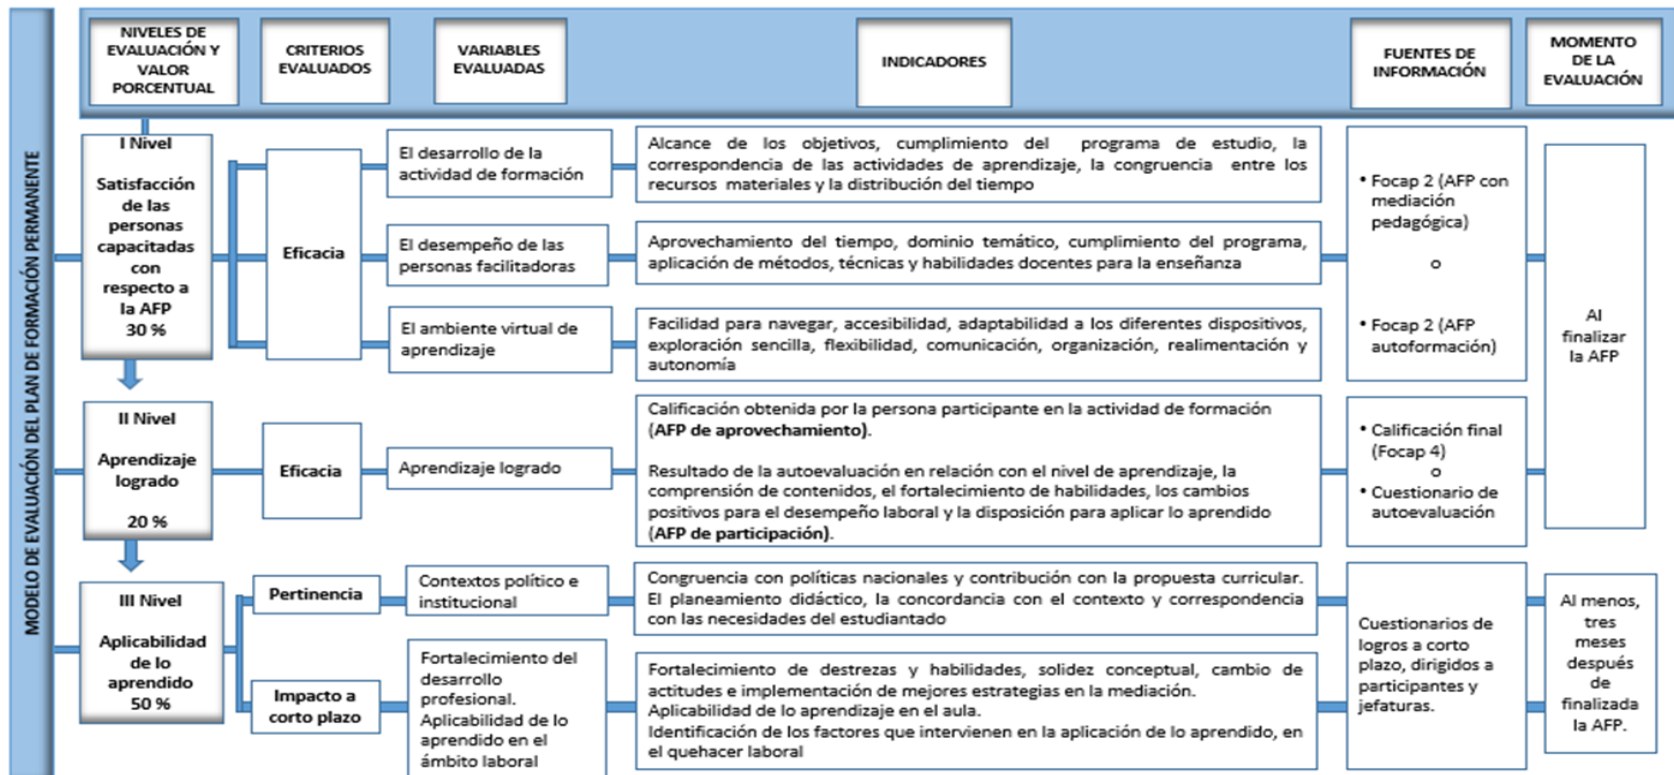 MODELO DE EVALUACIÓN DEL PLAN DE FORMACIÓN PERMANENTE
NIVELES DE
EVALUACIÓN Y
VALOR
PORCENTUAL
CRITERIOS
EVALUADOS
VARIABLES
EVALUADAS
INDICADORES
FUENTES DE
INFORMACIÓN
MOMENTO
DE LA
EVALUACIÓN
I Nivel
Satisfacción
de las
personas
capacitadas
con
respecto a
la AFP
30 %
Eficacia
El desarrollo de la
actividad de formación
Alcance de los objetivos, cumplimiento del programa de estudio, la
correspondencia de las actividades de aprendizaje, la congruencia entre los
recursos materiales y la distribución del tiempo
El desempeño de las
personas facilitadoras
Aprovechamiento del tiempo, dominio temático, cumplimiento del programa,
aplicación de métodos, técnicas y habilidades docentes para la enseñanza
El ambiente virtual de
aprendizaje
Facilidad para navegar, accesibilidad, adaptabilidad a los diferentes dispositivos,
exploración sencilla, flexibilidad, comunicación, organización, realimentación y
autonomía
• Focap 2 (AFP con
mediación
pedagógica)
o
• Focap 2 (AFP
autoformación)
Al
finalizar
la AFP
II Nivel
Aprendizaje
logrado
20 %
Eficacia
Aprendizaje logrado
Calificación obtenida por la persona participante en la actividad de formación
(AFP de aprovechamiento).
Resultado de la autoevaluación en relación con el nivel de aprendizaje, la
comprensión de contenidos, el fortalecimiento de habilidades, los cambios
positivos para el desempeño laboral y la disposición para aplicar lo aprendido
(AFP de participación).
• Calificación final
(Focap 4)
o
• Cuestionario de
autoevaluación
III Nivel
Aplicabilidad
de lo
aprendido
50 %
Pertinencia
Contextos político e
institucional
Congruencia con políticas nacionales y contribución con la propuesta curricular.
El planeamiento didáctico, la concordancia con el contexto y correspondencia
con las necesidades del estudiantado
Impacto a
corto plazo
Fortalecimiento del
desarrollo
profesional.
Aplicabilidad de lo
aprendido en el
ámbito laboral
Fortalecimiento de destrezas y habilidades, solidez conceptual, cambio de
actitudes e implementación de mejores estrategias en la mediación.
Aplicabilidad de lo aprendizaje en el aula.
Identificación de los factores que intervienen en la aplicación de lo aprendido, en
el quehacer laboral
Cuestionarios de
logros a corto
plazo, dirigidos a
participantes y
jefaturas.
Al menos,
tres
meses
después
de
finalizada
la AFP.